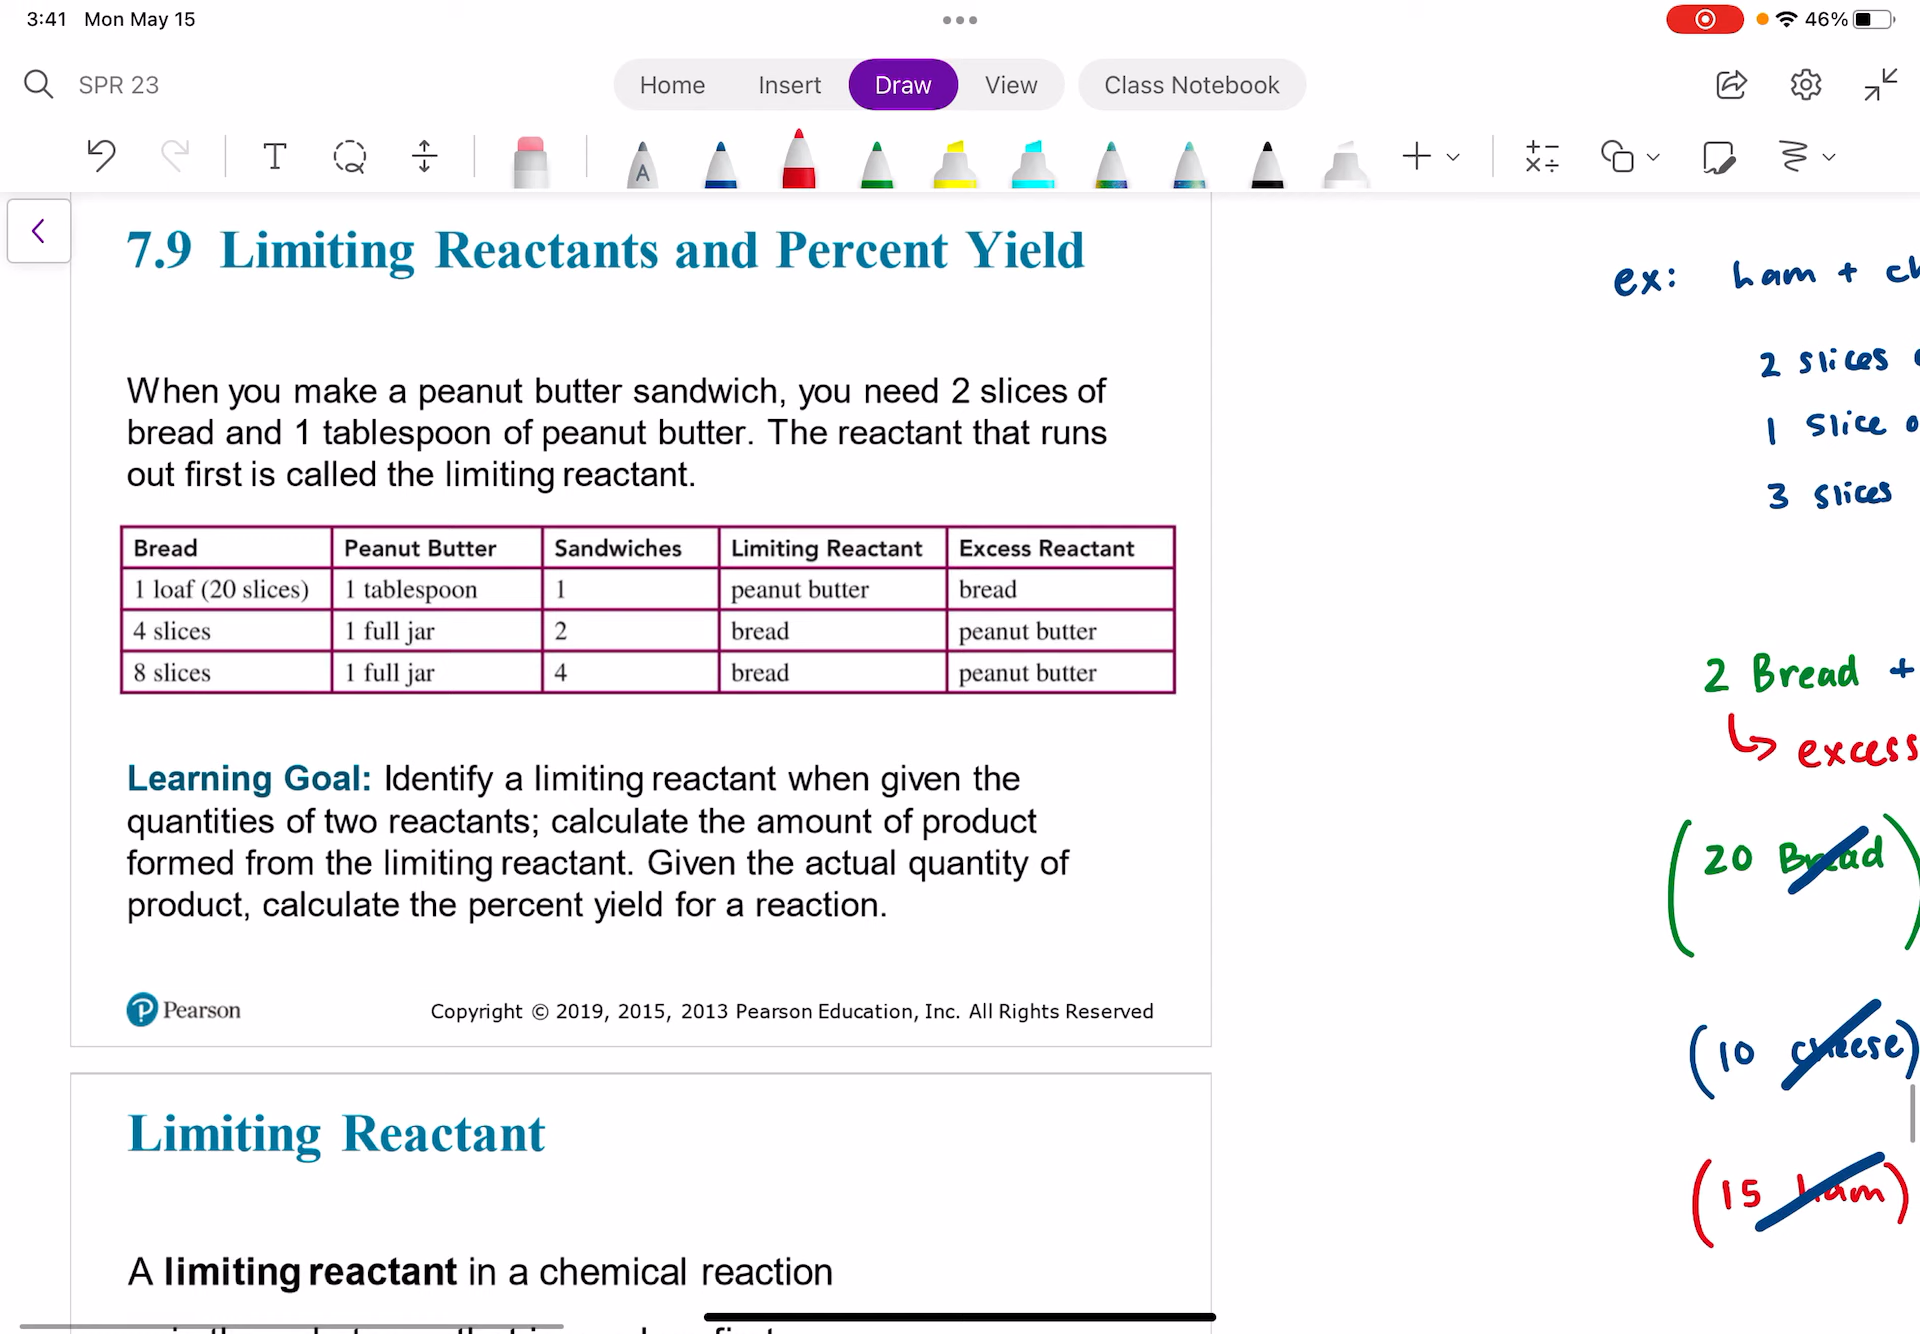 3:41 Mon May 15
46%
SPR 23
Home Insert Draw View Class Notebook
T
A
7.9 Limiting Reactants and Percent Yield
When you make a peanut butter sandwich, you need 2 slices of
bread and 1 tablespoon of peanut butter. The reactant that runs
out first is called the limiting reactant.
Bread Peanut Butter Sandwiches Limiting Reactant Excess Reactant
1 loaf (20 slices) 1 tablespoon 1 peanut butter bread
4 slices 1 full jar 2 bread peanut butter
8 slices 1 full jar 4 bread peanut butter
Learning Goal: Identify a limiting reactant when given the
quantities of two reactants; calculate the amount of product
formed from the limiting reactant. Given the actual quantity of
product, calculate the percent yield for a reaction.
P Pearson
Copyright © 2019, 2015, 2013 Pearson Education, Inc. All Rights Reserved
Limiting Reactant
A limiting reactant in a chemical reaction
ex: ham + ch
2 slices
1 slice
3 slices
2 Bread +
excess
(20 Bread)
(10 cheese)
(15 ham)